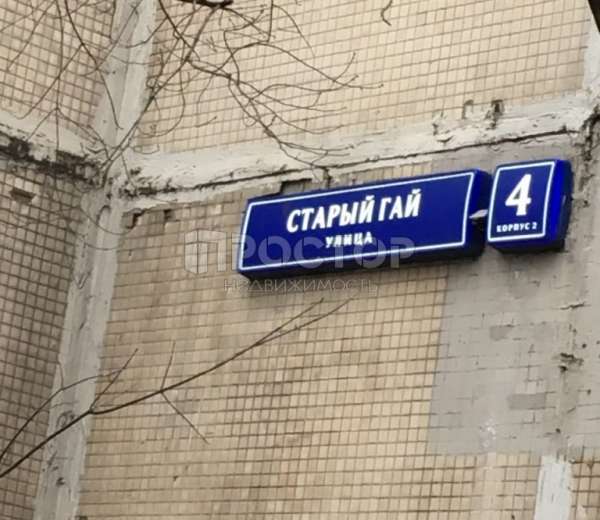 СТАРЫЙ ГАЙ
УЛИЦА
4
КОРПУС 2
ПРОСТОР
НЕДВИЖИМОСТЬ